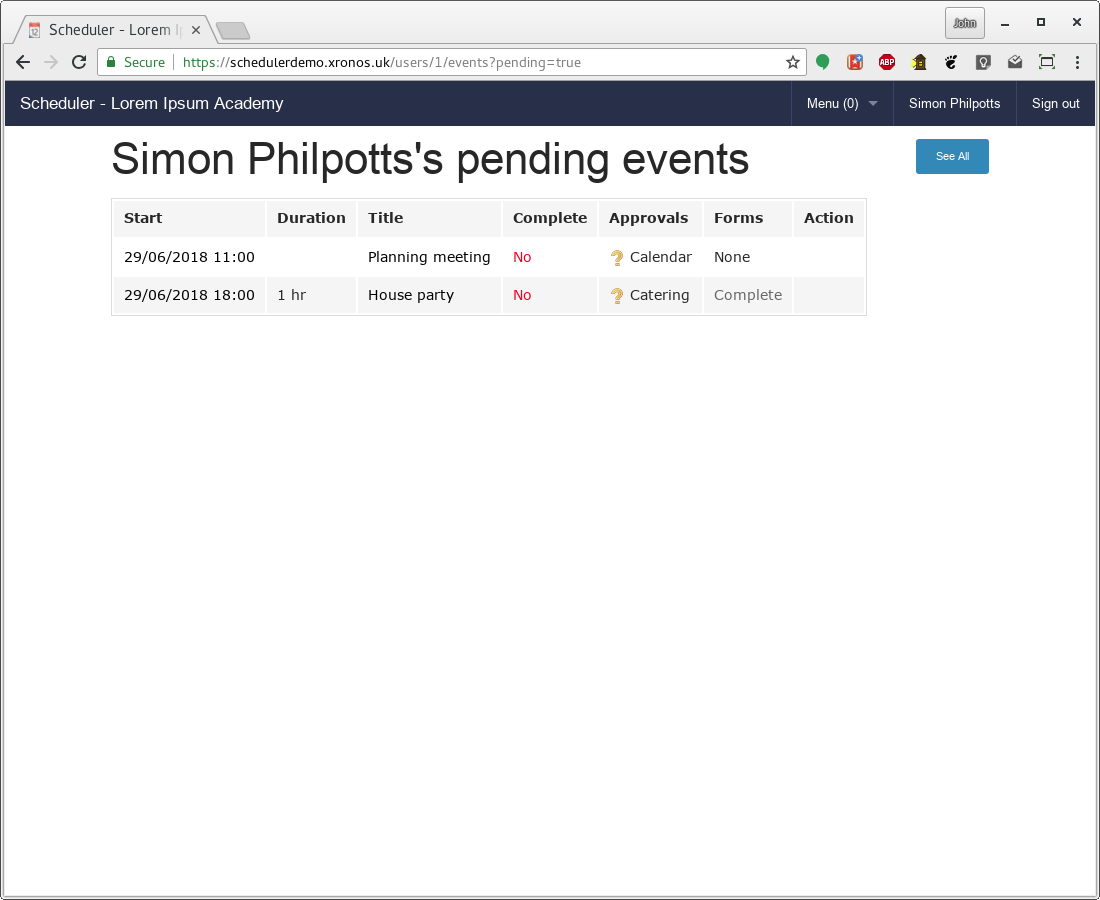 Scheduler - Lorem I
John
Secure https://schedulerdemo.xronos.uk/users/1/events?pending=true ABP
Scheduler - Lorem Ipsum Academy Menu (0) Simon Philpotts Sign out
Simon Philpotts's pending events See All
Start Duration Title Complete Approvals Forms Action
29/06/2018 11:00 Planning meeting No ? Calendar None
29/06/2018 18:00 1 hr House party No ? Catering Complete